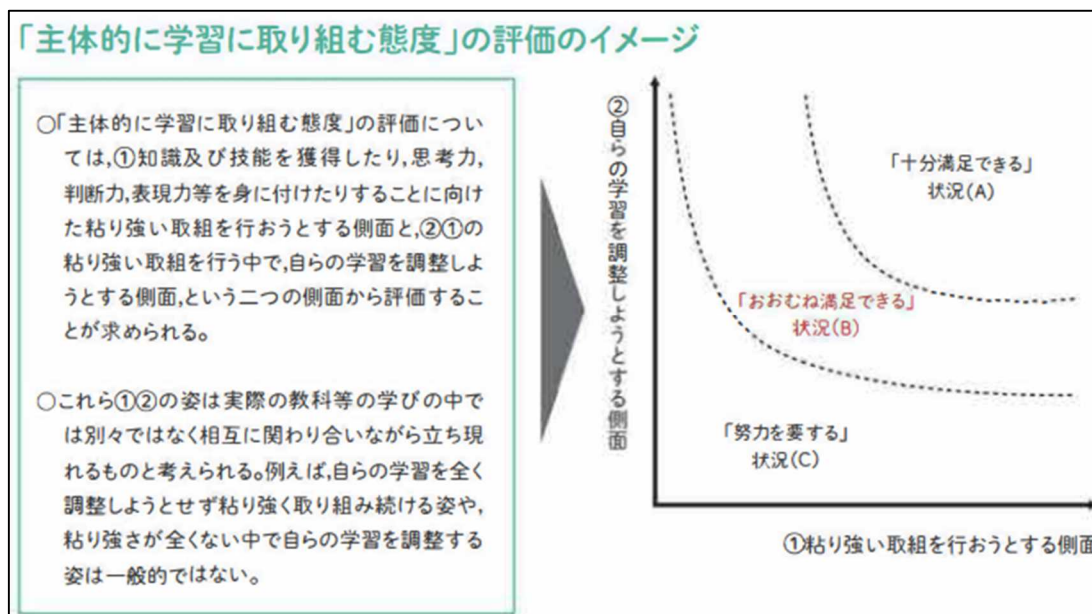 「主体的に学習に取り組む態度」の評価のイメージ
○「主体的に学習に取り組む態度」の評価につい
ては,①知識及び技能を獲得したり,思考力,
判断力,表現力等を身に付けたりすることに向け
た粘り強い取組を行おうとする側面と,②①の
粘り強い取組を行う中で,自らの学習を調整しよ
うとする側面,という二つの側面から評価するこ
とが求められる。
○これら①②の姿は実際の教科等の学びの中で
は別々ではなく相互に関わり合いながら立ち現
れるものと考えられる。例えば,自らの学習を全く
調整しようとせず粘り強く取り組み続ける姿や,
粘り強さが全くない中で自らの学習を調整する
姿は一般的ではない。
②自らの学習を調整しようとする側面
「十分満足できる」
状況(A)
「おおむね満足できる」
状況(B)
「努力を要する」
状況(C)
①粘り強い取組を行おうとする側面